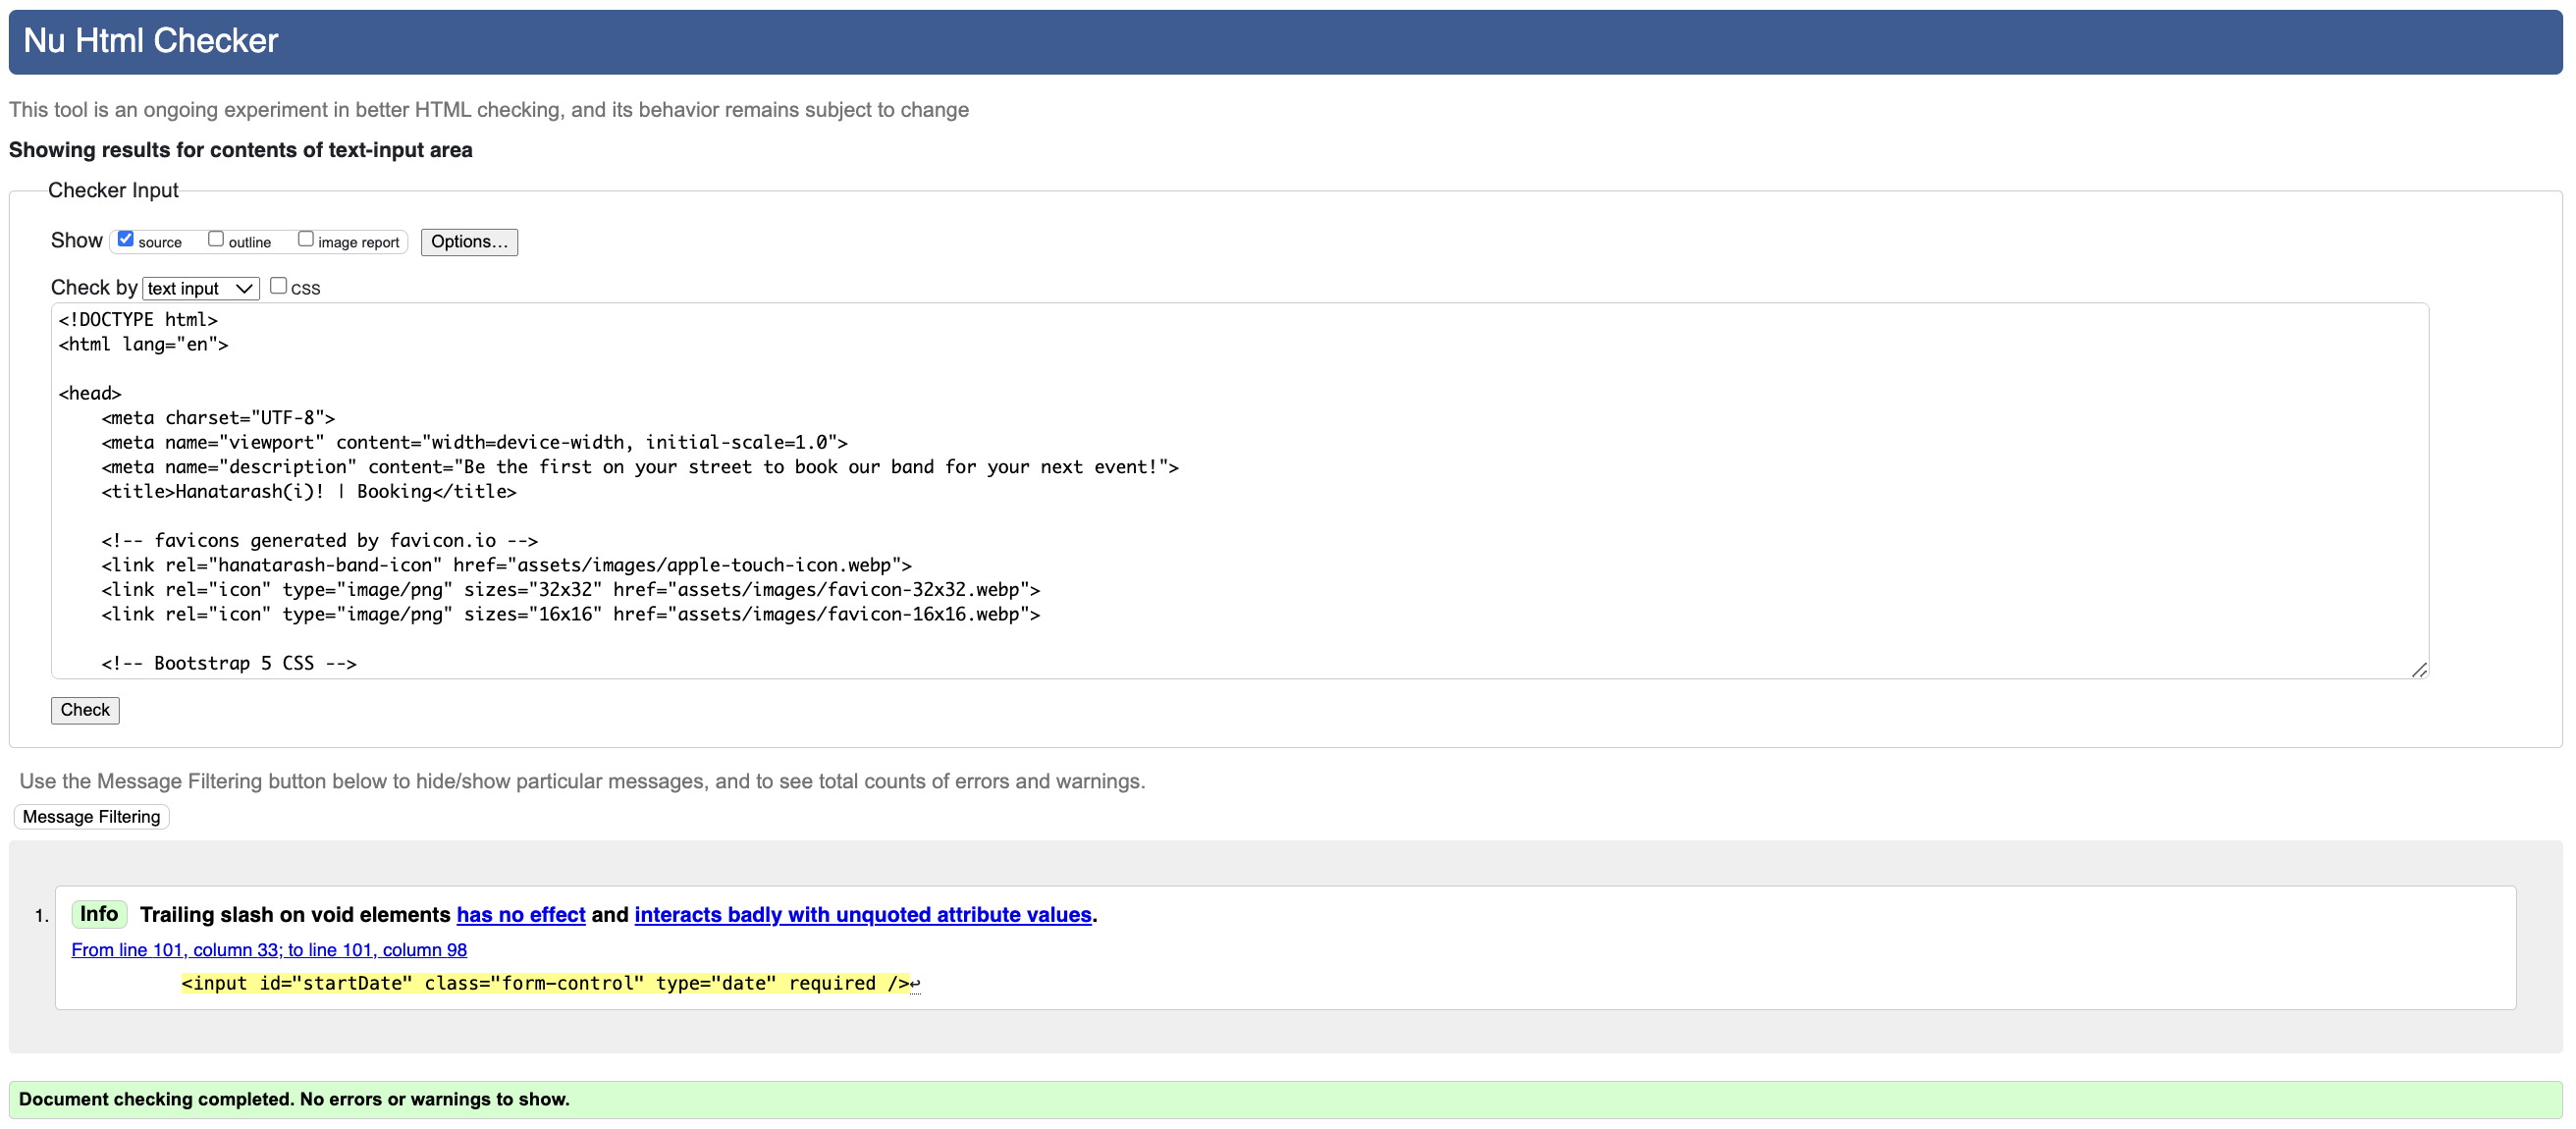 Nu Html Checker
This tool is an ongoing experiment in better HTML checking, and its behavior remains subject to change
Showing results for contents of text-input area
Checker Input
Show source outline image report Options…
Check by text input css
<!DOCTYPE html>
<html lang="en">
<head>
    <meta charset="UTF-8">
    <meta name="viewport" content="width=device-width, initial-scale=1.0">
    <meta name="description" content="Be the first on your street to book our band for your next event!">
    <title>Hanatarash(i)! | Booking</title>
    <!-- favicons generated by favicon.io -->
    <link rel="hanatarash-band-icon" href="assets/images/apple-touch-icon.webp">
    <link rel="icon" type="image/png" sizes="32x32" href="assets/images/favicon-32x32.webp">
    <link rel="icon" type="image/png" sizes="16x16" href="assets/images/favicon-16x16.webp">
    <!-- Bootstrap 5 CSS -->
Check
Use the Message Filtering button below to hide/show particular messages, and to see total counts of errors and warnings.
Message Filtering
1. Info Trailing slash on void elements has no effect and interacts badly with unquoted attribute values.
From line 101, column 33; to line 101, column 98
<input id="startDate" class="form-control" type="date" required />↩
Document checking completed. No errors or warnings to show.